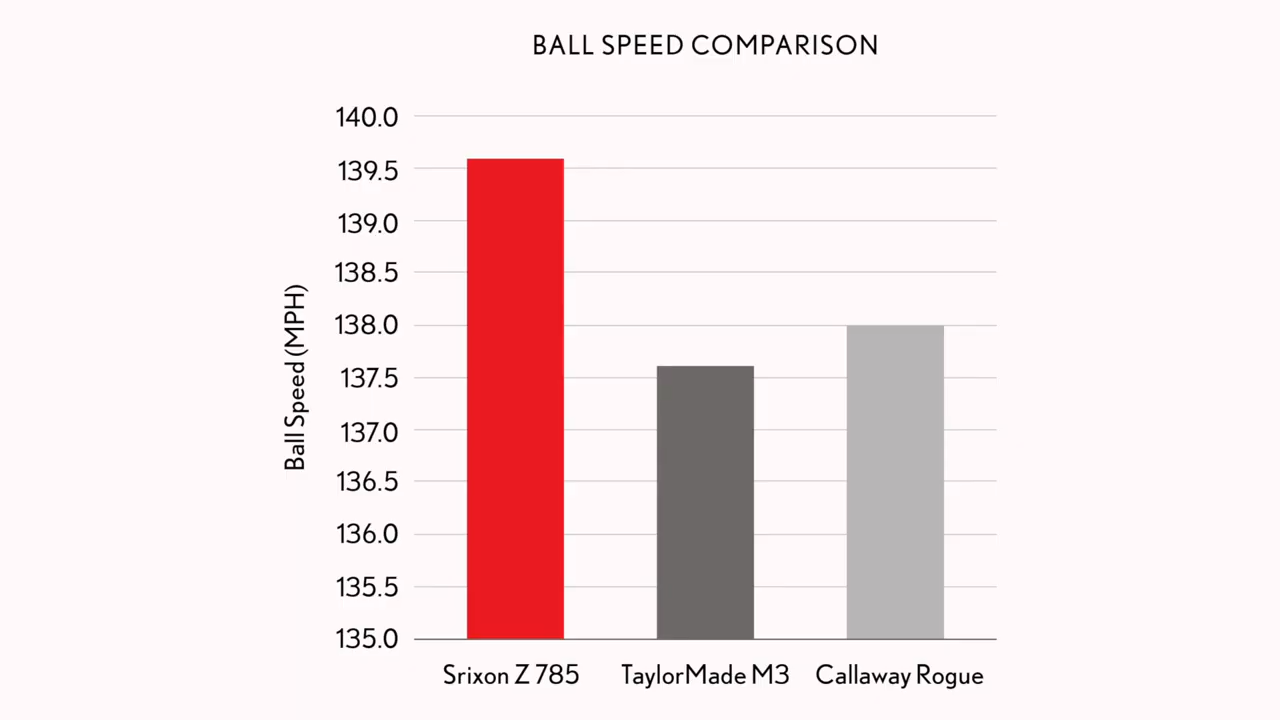 BALL SPEED COMPARISON
140.0
139.5
139.0
138.5
138.0
137.5
137.0
136.5
136.0
135.5
135.0
Ball Speed (MPH)
Srixon Z 785
TaylorMade M3
Callaway Rogue